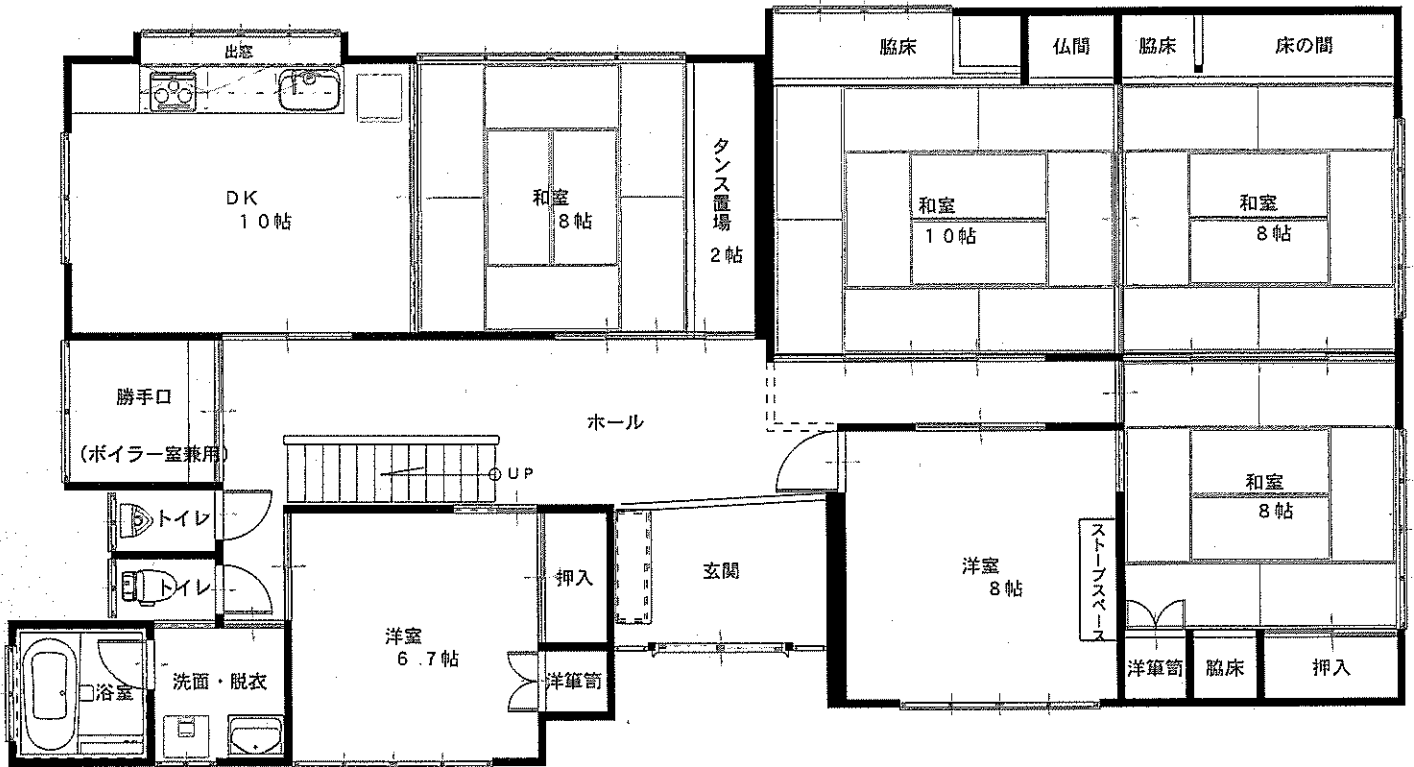 出窓
脇床
仏間
脇床
床の間
DK
10帖
和室
8帖
タンス置場
2帖
和室
10帖
和室
8帖
勝手口
(ボイラー室兼用)
ホール
UP
トイレ
トイレ
和室
8帖
押入
玄関
洋室
8帖
ストーブスペース
洋室
6.7帖
浴室
洗面・脱衣
洋箪笥
洋箪笥
脇床
押入